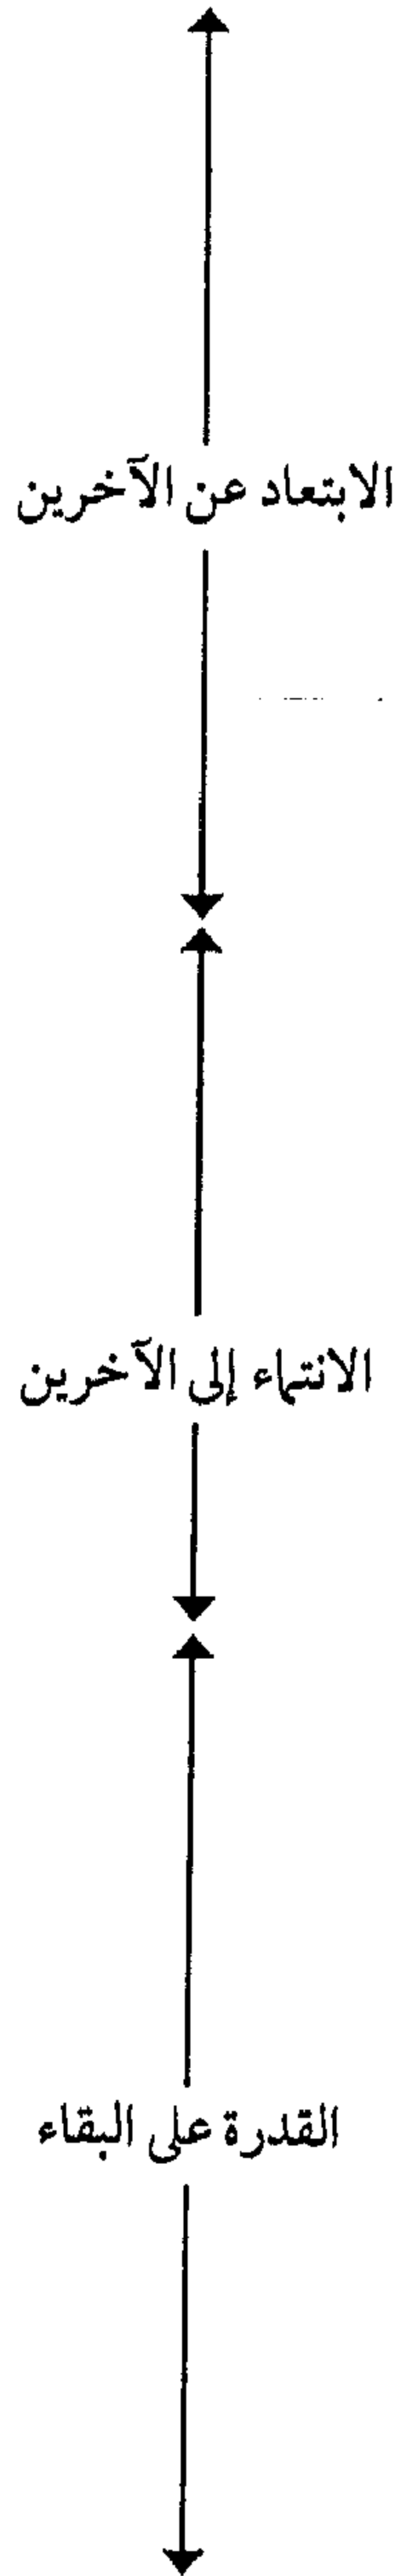 الابتعاد عن الآخرين
الانتماء إلى الآخرين
القدرة على البقاء